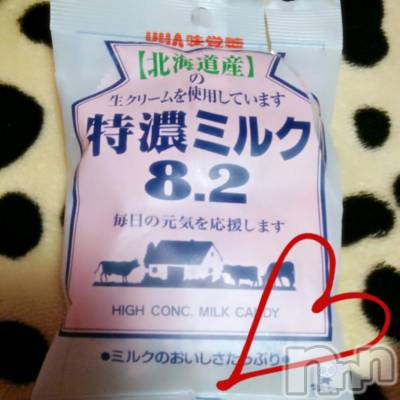 UHA味覚糖
【北海道産】
の
生クリームを使用しています
特濃ミルク
8.2
毎日の元気を応援します
HIGH CONC. MILK CANDY
●ミルクのおいしさたっぷり●